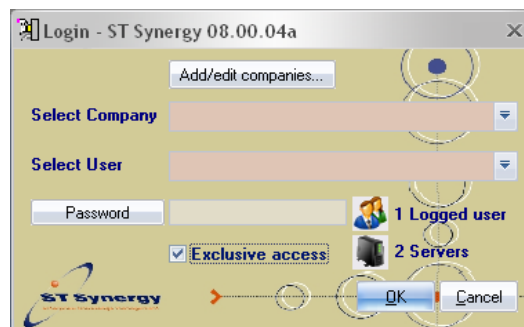 Login - ST Synergy 08.00.04a
Add/edit companies...
Select Company
Select User
Password
1 Logged user
Exclusive access
2 Servers
ST Synergy
OK
Cancel